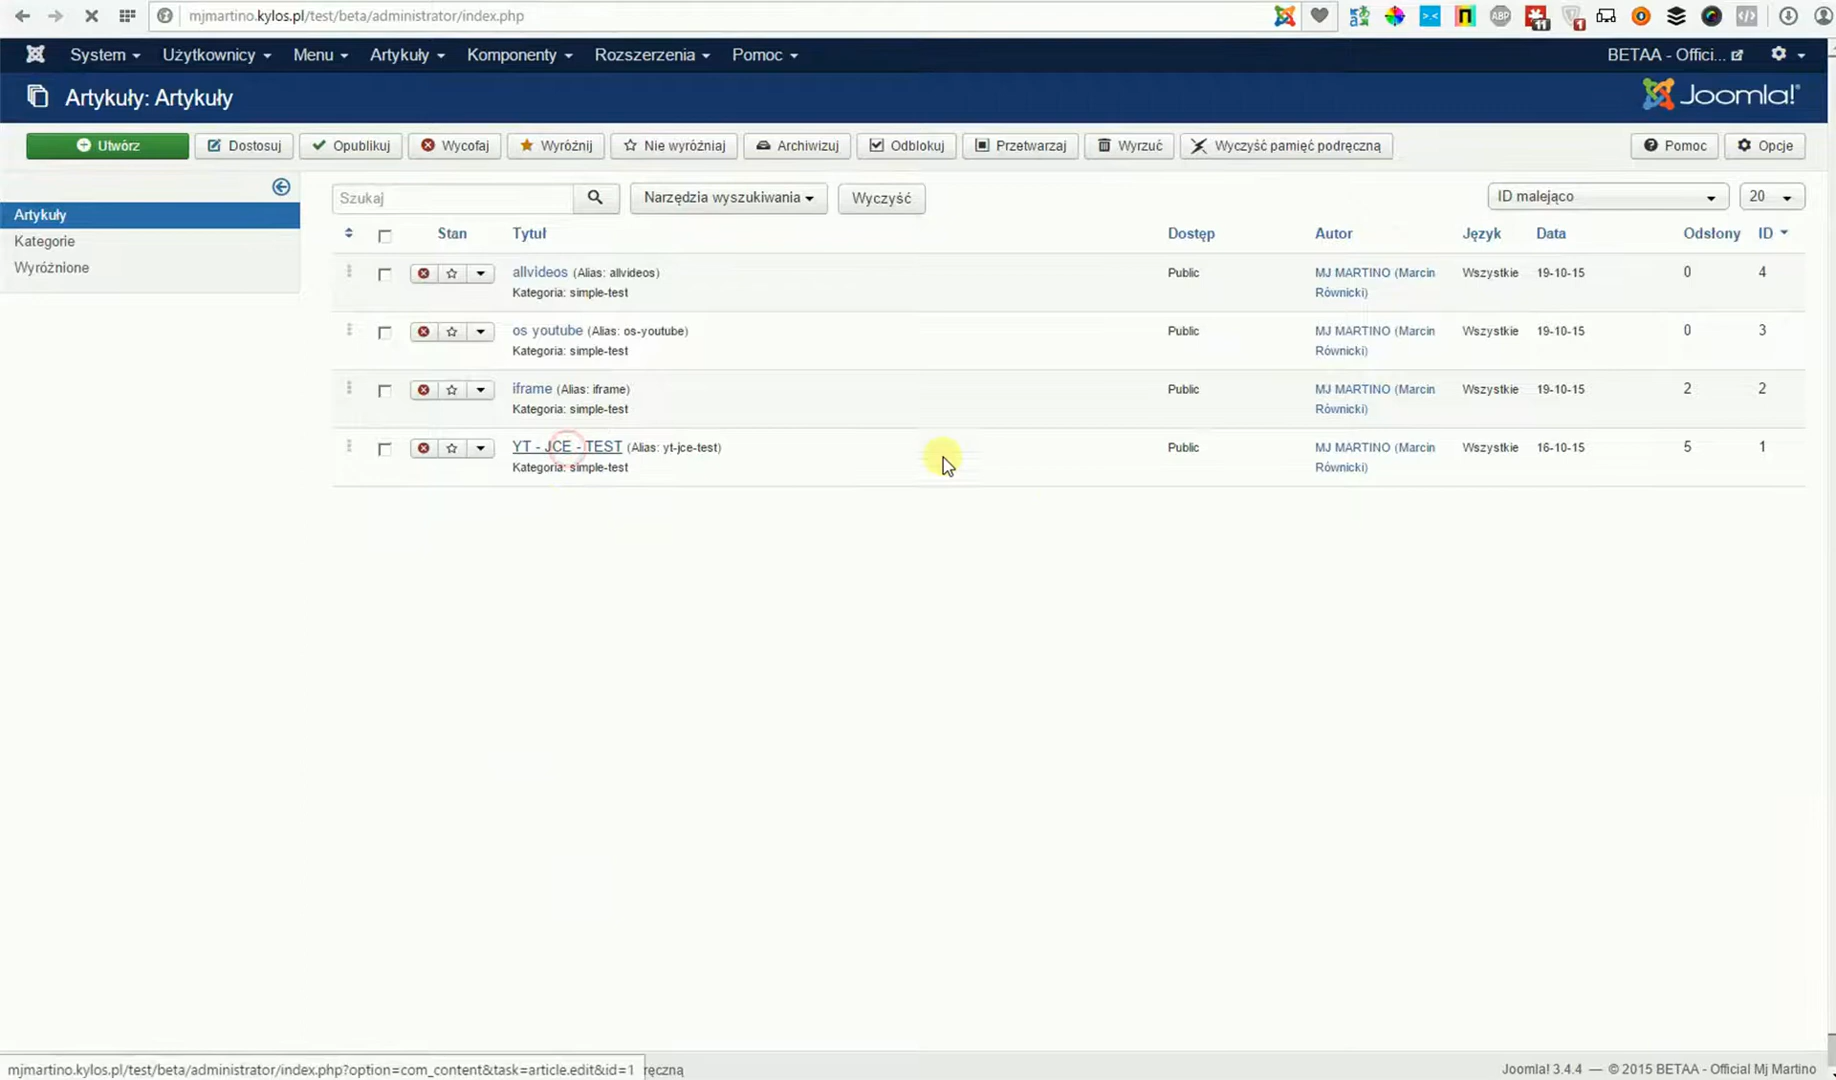 mjmartino.kylos.pl/test/beta/administrator/index.php
System Użytkownicy Menu Artykuły Komponenty Rozszerzenia Pomoc BETAA - Offici...
Artykuły: Artykuły Joomla!®
Utwórz Dostosuj Opublikuj Wycofaj Wyróżnij Nie wyróżniaj Archiwizuj Odblokuj Przetwarzaj Wyrzuć Wyczyść pamięć podręczną Pomoc Opcje
Szukaj Narzędzia wyszukiwania Wyczyść ID malejąco 20
Artykuły
Kategorie
Wyróżnione
Stan Tytuł Dostęp Autor Język Data Odsłony ID
allvideos (Alias: allvideos) Public MJ MARTINO (Marcin Wszystkie 19-10-15 0 4
Kategoria: simple-test Równicki)
os youtube (Alias: os-youtube) Public MJ MARTINO (Marcin Wszystkie 19-10-15 0 3
Kategoria: simple-test Równicki)
iframe (Alias: iframe) Public MJ MARTINO (Marcin Wszystkie 19-10-15 2 2
Kategoria: simple-test Równicki)
YT - JCE - TEST (Alias: yt-jce-test) Public MJ MARTINO (Marcin Wszystkie 16-10-15 5 1
Kategoria: simple-test Równicki)
mjmartino.kylos.pl/test/beta/administrator/index.php?option=com_content&task=article.edit&id=1 ręczną Joomla! 3.4.4 — © 2015 BETAA - Official Mj Martino